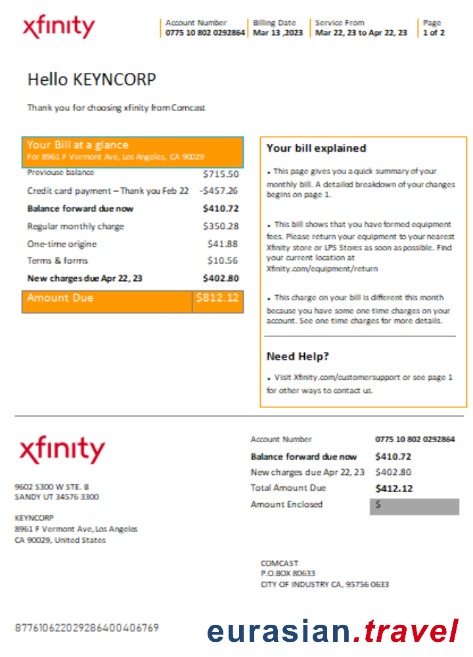 xfinity
Account Number
0775 10 802 0292864
Billing Date
Mar 13 ,2023
Service From
Mar 22, 23 to Apr 22, 23
Page
1 of 2
Hello KEYNCORP
Thank you for choosing xfinity from Comcast
Your Bill at a glance
For 8961 F Vermont Ave, Los Angeles, CA 90029
Previouse balance $715.50
Credit card payment – Thank you Feb 22 -$457.26
Balance forward due now $410.72
Regular monthly charge $350.28
One-time origine $41.88
Terms & forms $10.56
New charges due Apr 22, 23 $402.80
Amount Due $812.12
Your bill explained
• This page gives you a quick summary of your
monthly bill. A detailed breakdown of your changes
begins on page 1.
• This bill shows that you have formed equipment
fees. Please return your equipment to your nearest
Xfinity store or LPS Stores as soon as possible. Find
your current location at
Xfinity.com/equipment/return
• This charge on your bill is different this month
because you have some one time charges on your
account. See one time charges for more details.
Need Help?
• Visit Xfinity.com/customersupport or see page 1
for other ways to contact us.
xfinity
9602 S300 W STE. B
SANDY UT 34576 3300
KEYNCORP
8961 F Vermont Ave, Los Angeles
CA 90029, United States
Account Number 0775 10 802 0292864
Balance forward due now $410.72
New charges due Apr 22, 23 $402.80
Total Amount Due $412.12
Amount Enclosed $
COMCAST
P.O.BOX 80633
CITY OF INDUSTRY CA, 95756 0633
877610622029286400406769
eurasian.travel